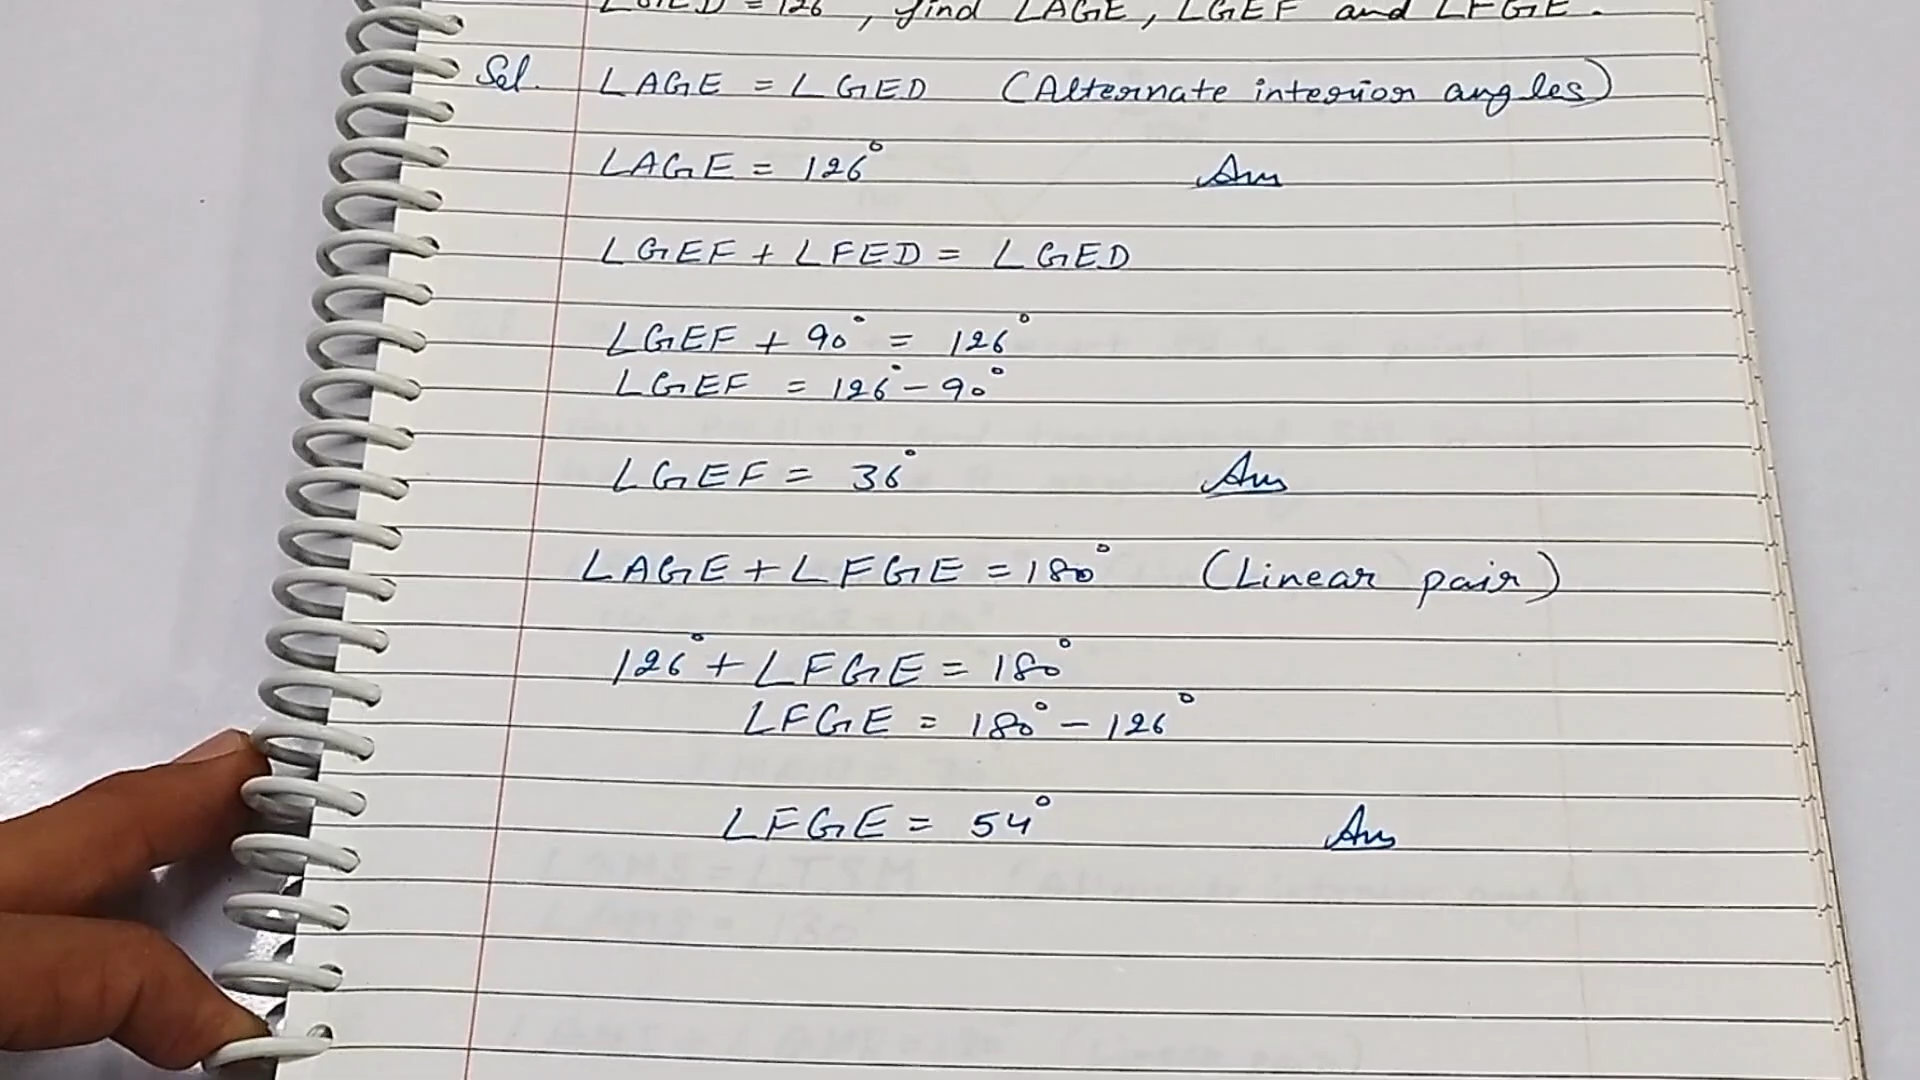 ∠GED = 126°, find ∠AGE, ∠GEF and ∠FGE.
Sol. ∠AGE = ∠GED (Alternate interior angles)
∠AGE = 126° Ans
∠GEF + ∠FED = ∠GED
∠GEF + 90° = 126°
∠GEF = 126° - 90°
∠GEF = 36° Ans
∠AGE + ∠FGE = 180° (Linear pair)
126° + ∠FGE = 180°
∠FGE = 180° - 126°
∠FGE = 54° Ans